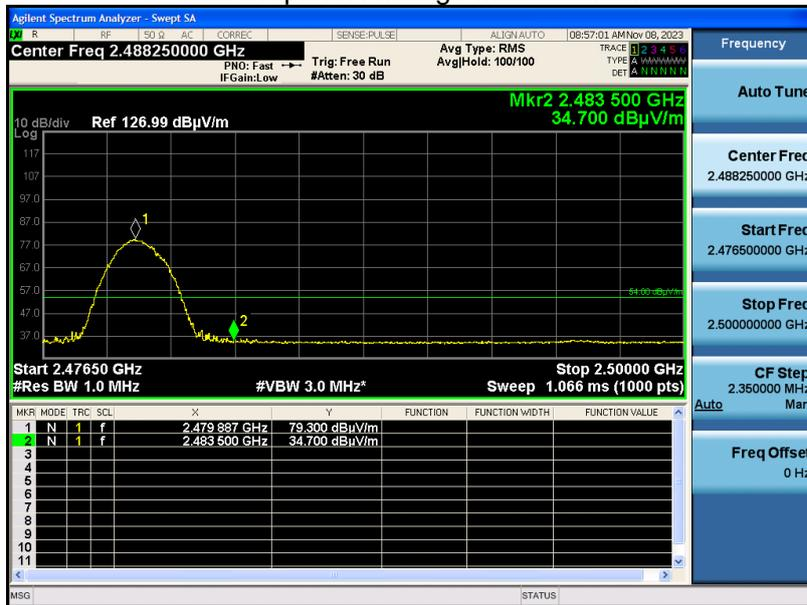 Agilent Spectrum Analyzer - Swept SA
LXI R RF 50 Ω AC CORREC SENSE:PULSE ALIGN AUTO 08:57:01 AM Nov 08, 2023
Center Freq 2.488250000 GHz
PNO: Fast
IFGain:Low
Trig: Free Run
#Atten: 30 dB
Avg Type: RMS
Avg|Hold: 100/100
TRACE 1 2 3 4 5 6
TYPE A WWWWW
DET A N N N N N
Mkr2 2.483 500 GHz
34.700 dBµV/m
10 dB/div Ref 126.99 dBµV/m
Log
117
107
97.0
87.0
77.0
67.0
57.0
47.0
37.0
1
2
54.00 dBµV/m
Start 2.47650 GHz Stop 2.50000 GHz
#Res BW 1.0 MHz #VBW 3.0 MHz* Sweep 1.066 ms (1000 pts)
MKR MODE TRC SCL X Y FUNCTION FUNCTION WIDTH FUNCTION VALUE
1 N 1 f 2.479 887 GHz 79.300 dBµV/m
2 N 1 f 2.483 500 GHz 34.700 dBµV/m
3
4
5
6
7
8
9
10
11
MSG STATUS
Frequency
Auto Tune
Center Freq
2.488250000 GHz
Start Freq
2.476500000 GHz
Stop Freq
2.500000000 GHz
CF Step
2.350000 MHz
Auto Man
Freq Offset
0 Hz